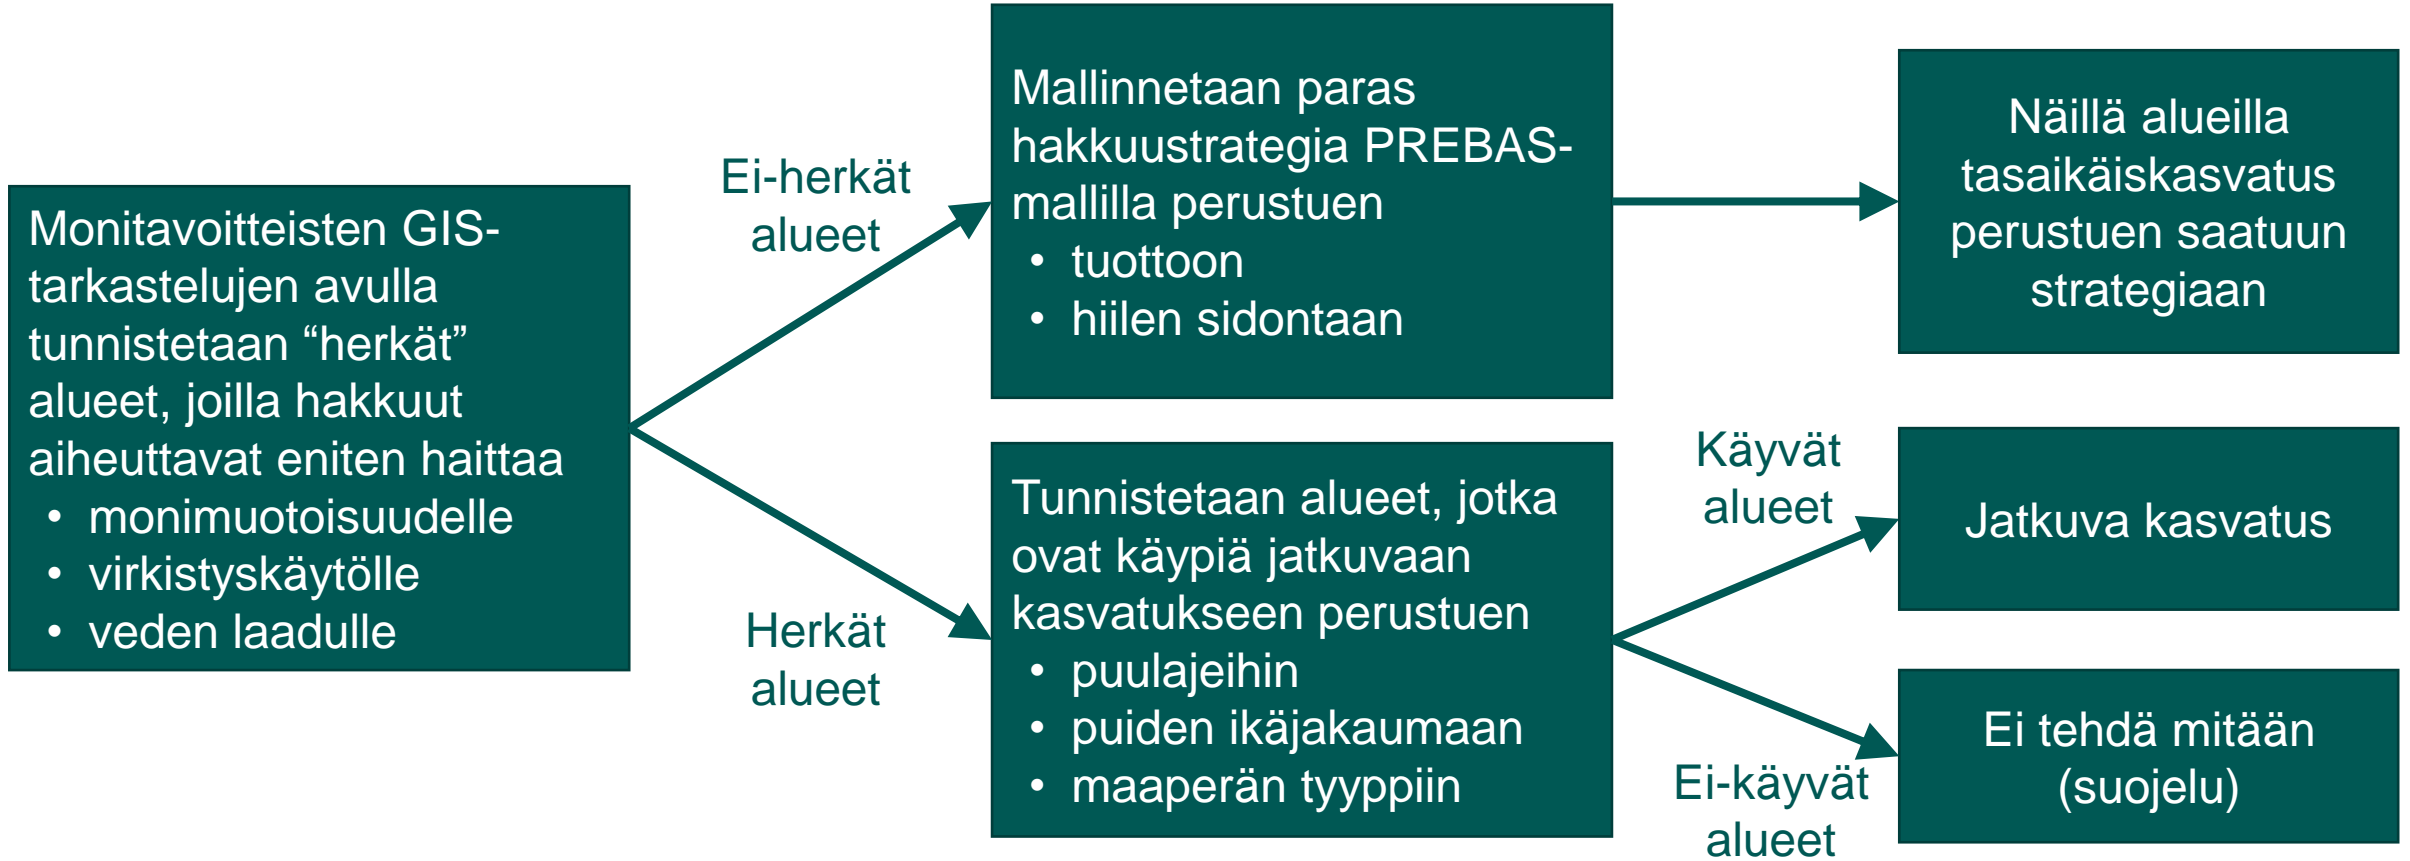 Monitavoitteisten GIS-
tarkastelujen avulla
tunnistetaan “herkät”
alueet, joilla hakkuut
aiheuttavat eniten haittaa
• monimuotoisuudelle
• virkistyskäytölle
• veden laadulle
Ei-herkät
alueet
Mallinnetaan paras
hakkuustrategia PREBAS-
mallilla perustuen
• tuottoon
• hiilen sidontaan
Näillä alueilla
tasaikäiskasvatus
perustuen saatuun
strategiaan
Herkät
alueet
Tunnistetaan alueet, jotka
ovat käypiä jatkuvaan
kasvatukseen perustuen
• puulajeihin
• puiden ikäjakaumaan
• maaperän tyyppiin
Käyvät
alueet
Jatkuva kasvatus
Ei-käyvät
alueet
Ei tehdä mitään
(suojelu)